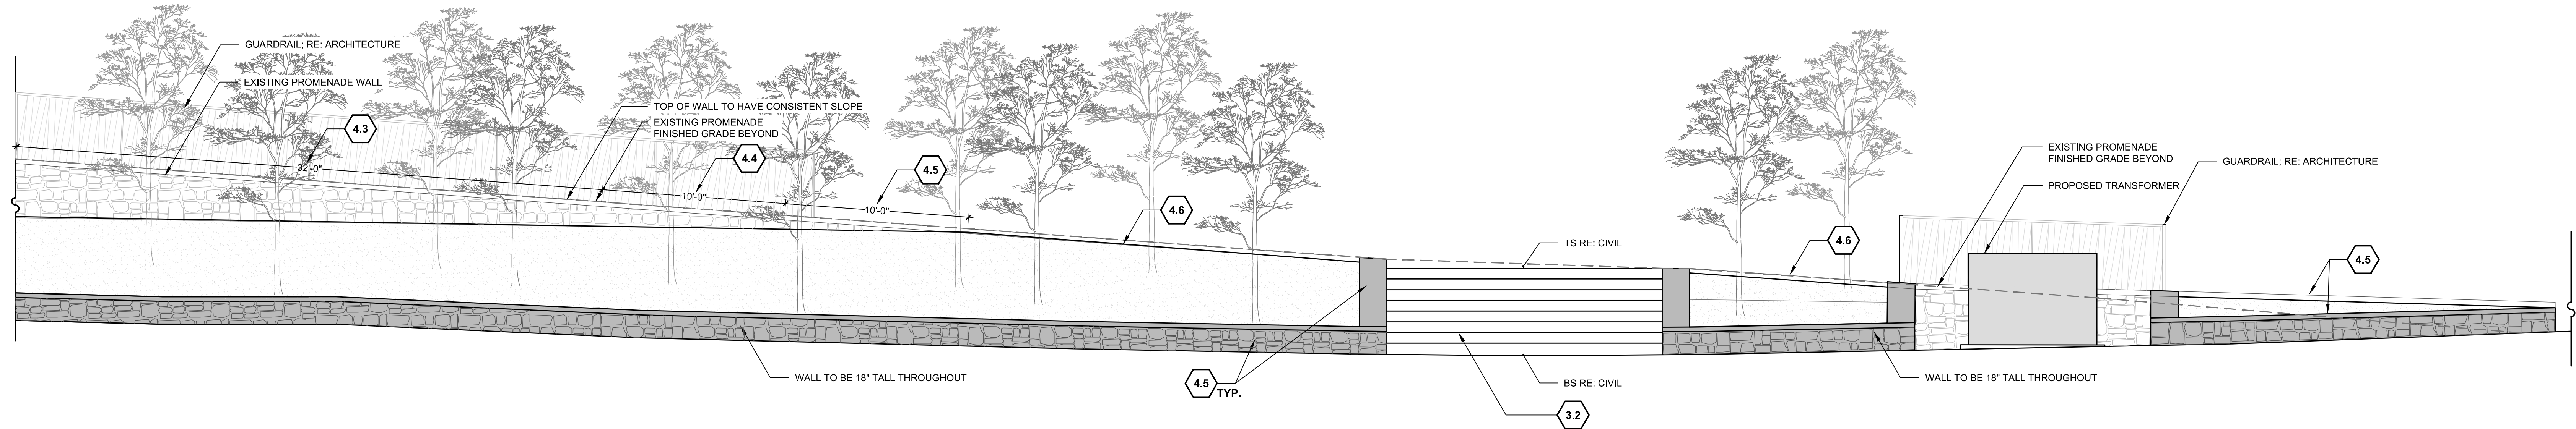 GUARDRAIL; RE: ARCHITECTURE
EXISTING PROMENADE WALL
4.3
32'-0"
TOP OF WALL TO HAVE CONSISTENT SLOPE
EXISTING PROMENADE
FINISHED GRADE BEYOND
4.4
10'-0"
4.5
10'-0"
4.6
TS RE: CIVIL
4.6
EXISTING PROMENADE
FINISHED GRADE BEYOND
GUARDRAIL; RE: ARCHITECTURE
PROPOSED TRANSFORMER
4.5
WALL TO BE 18" TALL THROUGHOUT
4.5
TYP.
BS RE: CIVIL
3.2
WALL TO BE 18" TALL THROUGHOUT